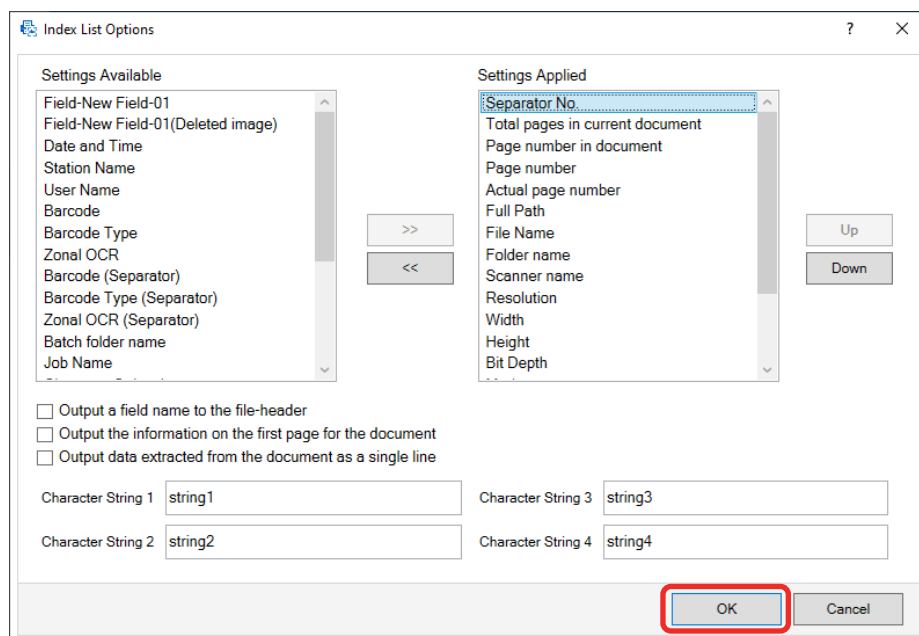 Index List Options
?
Settings Available
Field-New Field-01
Field-New Field-01(Deleted image)
Date and Time
Station Name
User Name
Barcode
Barcode Type
Zonal OCR
Barcode (Separator)
Barcode Type (Separator)
Zonal OCR (Separator)
Batch folder name
Job Name
>>
<<
Settings Applied
Separator No.
Total pages in current document
Page number in document
Page number
Actual page number
Full Path
File Name
Folder name
Scanner name
Resolution
Width
Height
Bit Depth
Up
Down
Output a field name to the file-header
Output the information on the first page for the document
Output data extracted from the document as a single line
Character String 1 string1
Character String 3 string3
Character String 2 string2
Character String 4 string4
OK
Cancel